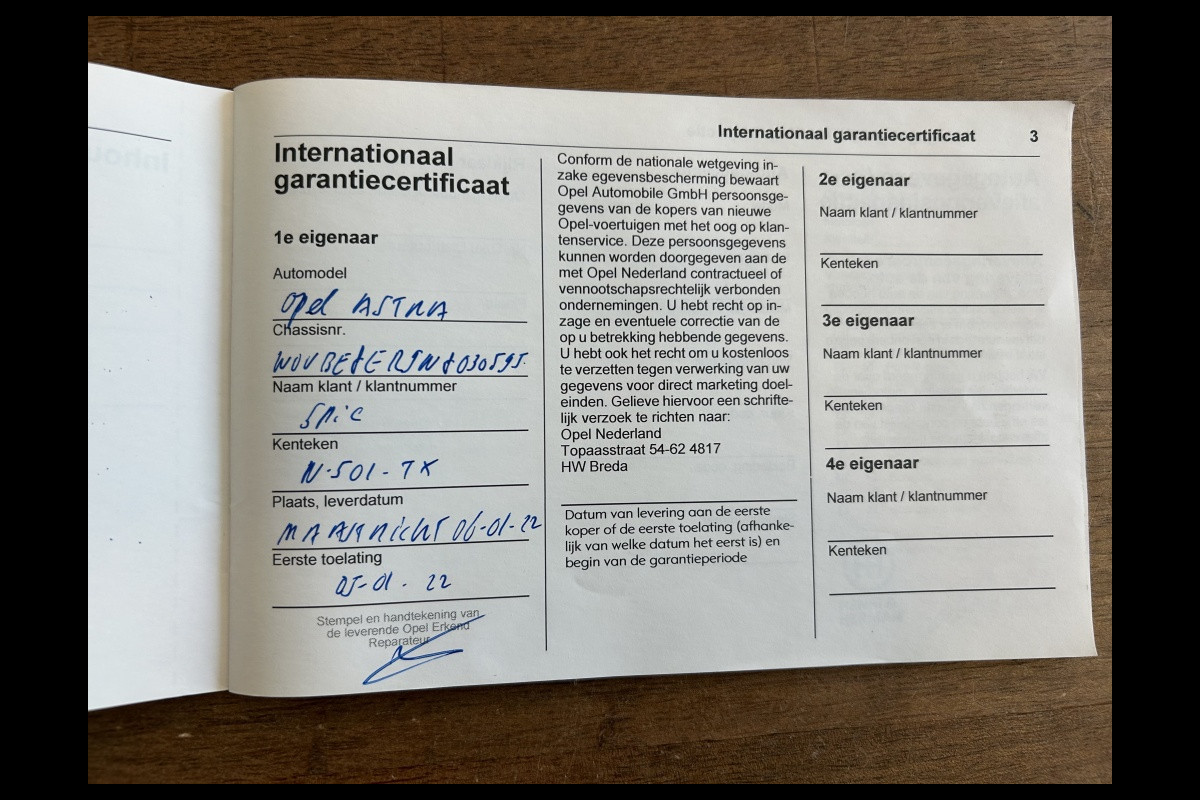 Internationaal garantiecertificaat 3
Internationaal
garantiecertificaat
1e eigenaar
Automodel
Opel ASTRA
Chassisnr.
Naam klant / klantnummer
SPIC
Kenteken
N-501-TX
Plaats, leverdatum
MAASTRICHT 06-01-22
Eerste toelating
05-01-22
Stempel en handtekening van
de leverende Opel Erkend
Reparateur
Conform de nationale wetgeving in-
zake egevensbescherming bewaart
Opel Automobile GmbH persoonsge-
gevens van de kopers van nieuwe
Opel-voertuigen met het oog op klan-
tenservice. Deze persoonsgegevens
kunnen worden doorgegeven aan de
met Opel Nederland contractueel of
vennootschapsrechtelijk verbonden
ondernemingen. U hebt recht op in-
zage en eventuele correctie van de
op u betrekking hebbende gegevens.
U hebt ook het recht om u kosteloos
te verzetten tegen verwerking van uw
gegevens voor direct marketing doel-
einden. Gelieve hiervoor een schrifte-
lijk verzoek te richten naar:
Opel Nederland
Topaasstraat 54-62 4817
HW Breda
Datum van levering aan de eerste
koper of de eerste toelating (afhanke-
lijk van welke datum het eerst is) en
begin van de garantieperiode
2e eigenaar
Naam klant / klantnummer
Kenteken
3e eigenaar
Naam klant / klantnummer
Kenteken
4e eigenaar
Naam klant / klantnummer
Kenteken